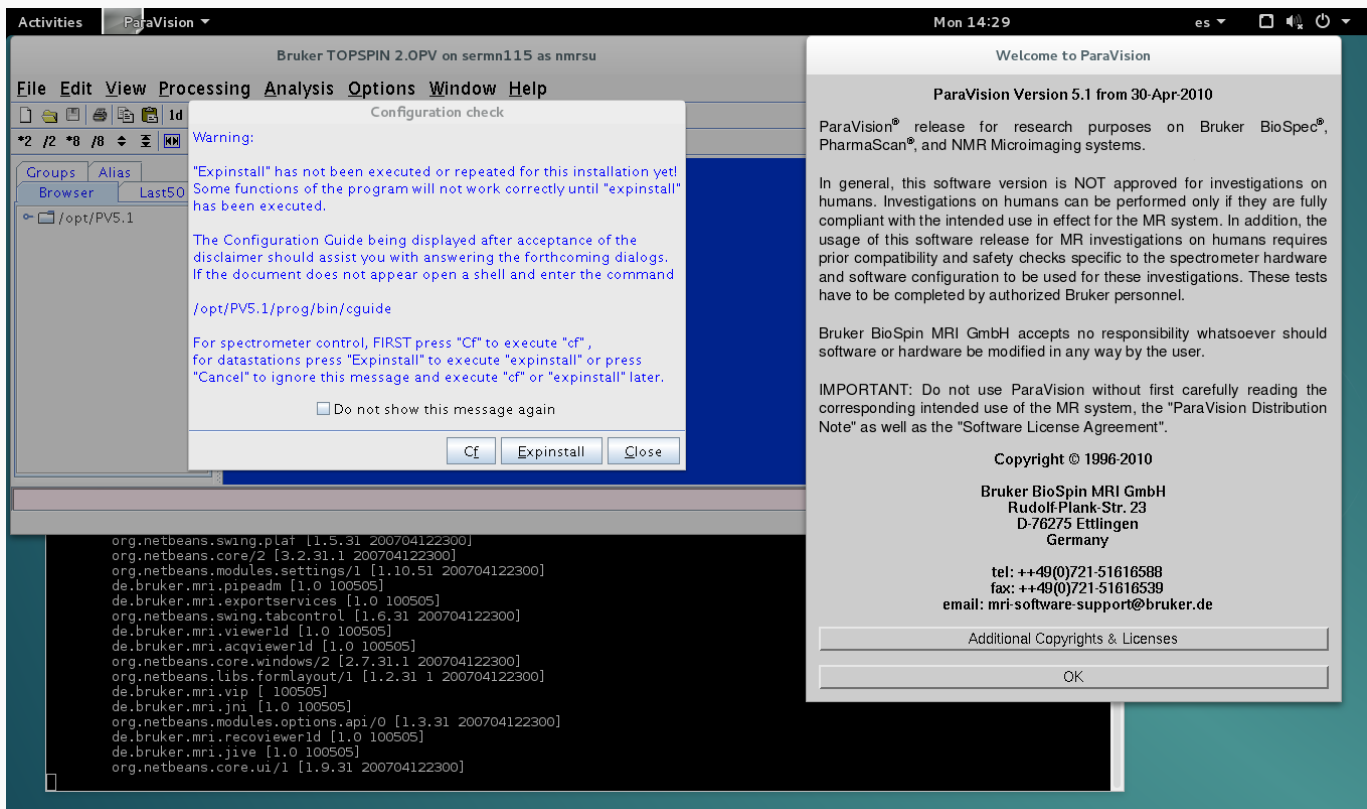 Activities ParaVision Mon 14:29 es
Bruker TOPSPIN 2.0PV on sermn115 as nmrsu
File Edit View Processing Analysis Options Window Help
1d
*2 /2 *8 /8
Groups Alias
Browser Last50
/opt/PV5.1
Configuration check
Warning:
"Expinstall" has not been executed or repeated for this installation yet!
Some functions of the program will not work correctly until "expinstall"
has been executed.
The Configuration Guide being displayed after acceptance of the
disclaimer should assist you with answering the forthcoming dialogs.
If the document does not appear open a shell and enter the command
/opt/PV5.1/prog/bin/cguide
For spectrometer control, FIRST press "Cf" to execute "cf" ,
for datastations press "Expinstall" to execute "expinstall" or press
"Cancel" to ignore this message and execute "cf" or "expinstall" later.
Do not show this message again
Cf Expinstall Close
org.netbeans.swing.plaf [1.5.31 200704122300]
org.netbeans.core/2 [3.2.31.1 200704122300]
org.netbeans.modules.settings/1 [1.10.51 200704122300]
de.bruker.mri.pipeadm [1.0 100505]
de.bruker.mri.exportservices [1.0 100505]
org.netbeans.swing.tabcontrol [1.6.31 200704122300]
de.bruker.mri.viewer1d [1.0 100505]
de.bruker.mri.acqviewer1d [1.0 100505]
org.netbeans.core.windows/2 [2.7.31.1 200704122300]
org.netbeans.libs.formlayout/1 [1.2.31 1 200704122300]
de.bruker.mri.vip [ 100505]
de.bruker.mri.jni [1.0 100505]
org.netbeans.modules.options.api/0 [1.3.31 200704122300]
de.bruker.mri.recoviewer1d [1.0 100505]
de.bruker.mri.jive [1.0 100505]
org.netbeans.core.ui/1 [1.9.31 200704122300]
Welcome to ParaVision
ParaVision Version 5.1 from 30-Apr-2010
ParaVision® release for research purposes on Bruker BioSpec®,
PharmaScan®, and NMR Microimaging systems.
In general, this software version is NOT approved for investigations on
humans. Investigations on humans can be performed only if they are fully
compliant with the intended use in effect for the MR system. In addition, the
usage of this software release for MR investigations on humans requires
prior compatibility and safety checks specific to the spectrometer hardware
and software configuration to be used for these investigations. These tests
have to be completed by authorized Bruker personnel.
Bruker BioSpin MRI GmbH accepts no responsibility whatsoever should
software or hardware be modified in any way by the user.
IMPORTANT: Do not use ParaVision without first carefully reading the
corresponding intended use of the MR system, the "ParaVision Distribution
Note" as well as the "Software License Agreement".
Copyright © 1996-2010
Bruker BioSpin MRI GmbH
Rudolf-Plank-Str. 23
D-76275 Ettlingen
Germany
tel: ++49(0)721-51616588
fax: ++49(0)721-51616539
email: mri-software-support@bruker.de
Additional Copyrights & Licenses
OK